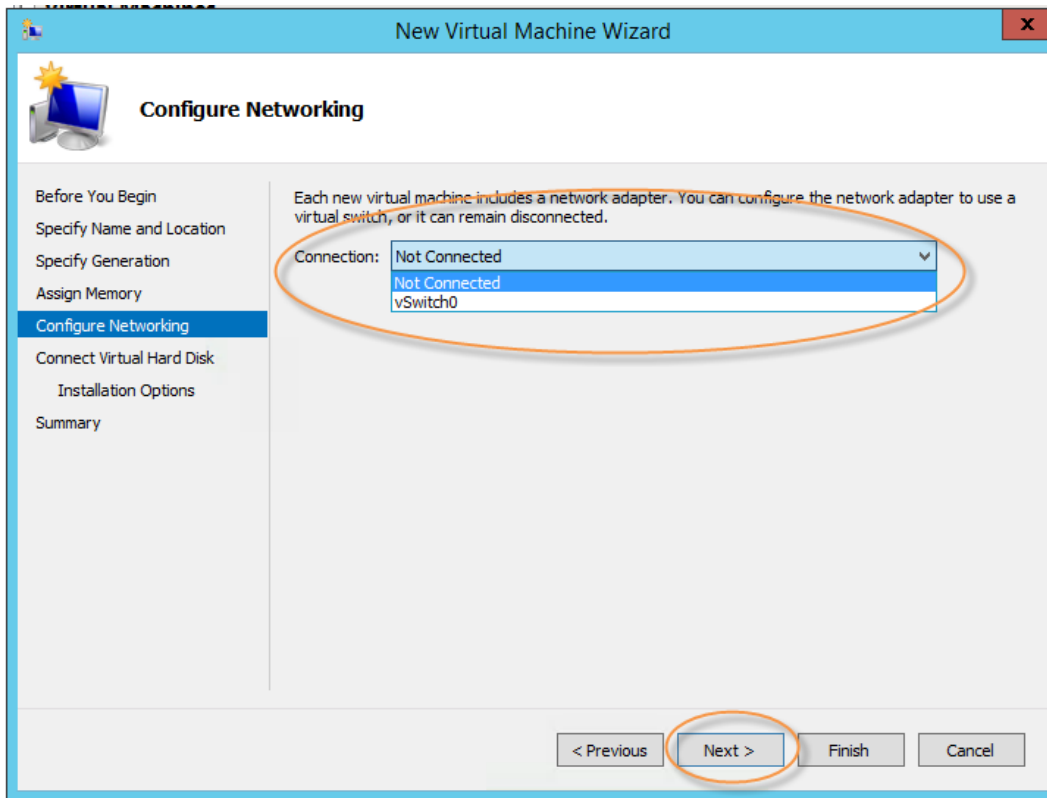 Virtual Machines
New Virtual Machine Wizard
x
Configure Networking
Before You Begin
Specify Name and Location
Specify Generation
Assign Memory
Configure Networking
Connect Virtual Hard Disk
Installation Options
Summary
Each new virtual machine includes a network adapter. You can configure the network adapter to use a
virtual switch, or it can remain disconnected.
Connection: Not Connected
Not Connected
vSwitch0
< Previous
Next >
Finish
Cancel